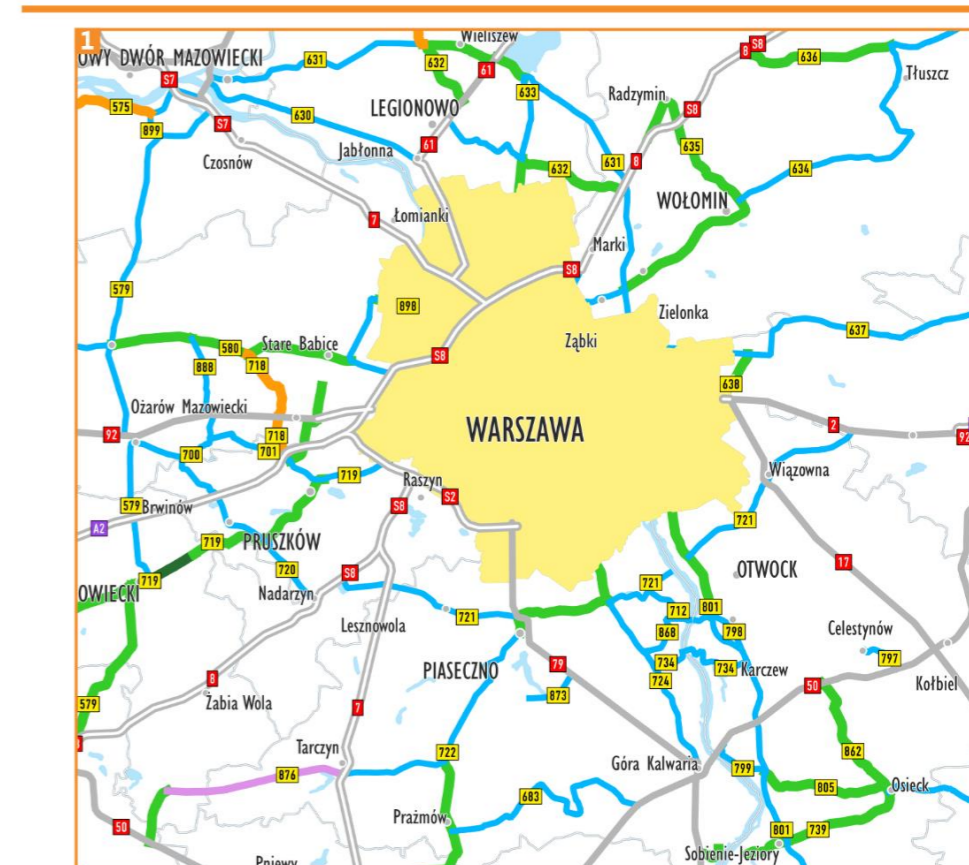 1
OWY DWÓR MAZOWIECKI
631
Wieliszew
632
61
8
S8
636
S7
Tłuszcz
575
633
Radzymin
899
S7
630
LEGIONOWO
S8
Czosnów
Jabłonna
61
635
8
632
631
634
WOŁOMIN
7
Łomianki
Marki
S8
579
898
Zielonka
637
580
Stare Babice
S8
Ząbki
888
718
638
Ożarów Mazowiecki
WARSZAWA
2
92
718
92
700
701
719
Raszyn
Wiązowna
S2
579
Brwinów
S8
721
A2
719
PRUSZKÓW
OTWOCK
17
719
720
S8
721
OWIECKI
Nadarzyn
712
801
721
Lesznowola
868
798
Celestynów
797
PIASECZNO
79
734
734
Karczew
8
724
50
Kołbiel
579
Żabia Wola
873
7
Tarczyn
722
862
876
Góra Kalwaria
799
805
Osieck
683
50
Prażmów
801
739
Pniewy
Sobienie-Jeziory